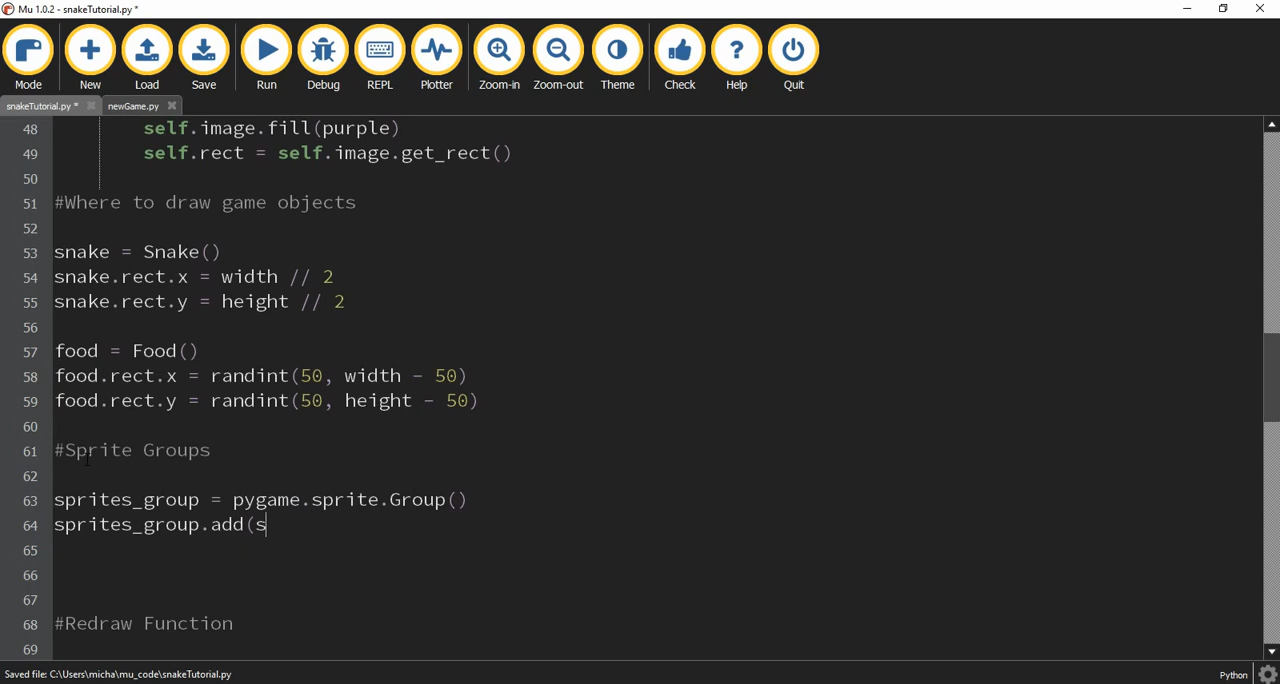 Mu 1.0.2 - snakeTutorial.py *
Mode New Load Save Run Debug REPL Plotter Zoom-in Zoom-out Theme Check Help Quit
snakeTutorial.py * newGame.py
48 self.image.fill(purple)
49 self.rect = self.image.get_rect()
50
51 #Where to draw game objects
52
53 snake = Snake()
54 snake.rect.x = width // 2
55 snake.rect.y = height // 2
56
57 food = Food()
58 food.rect.x = randint(50, width - 50)
59 food.rect.y = randint(50, height - 50)
60
61 #Sprite Groups
62
63 sprites_group = pygame.sprite.Group()
64 sprites_group.add(s
65
66
67
68 #Redraw Function
69
Saved file: C:\Users\micha\mu_code\snakeTutorial.py Python